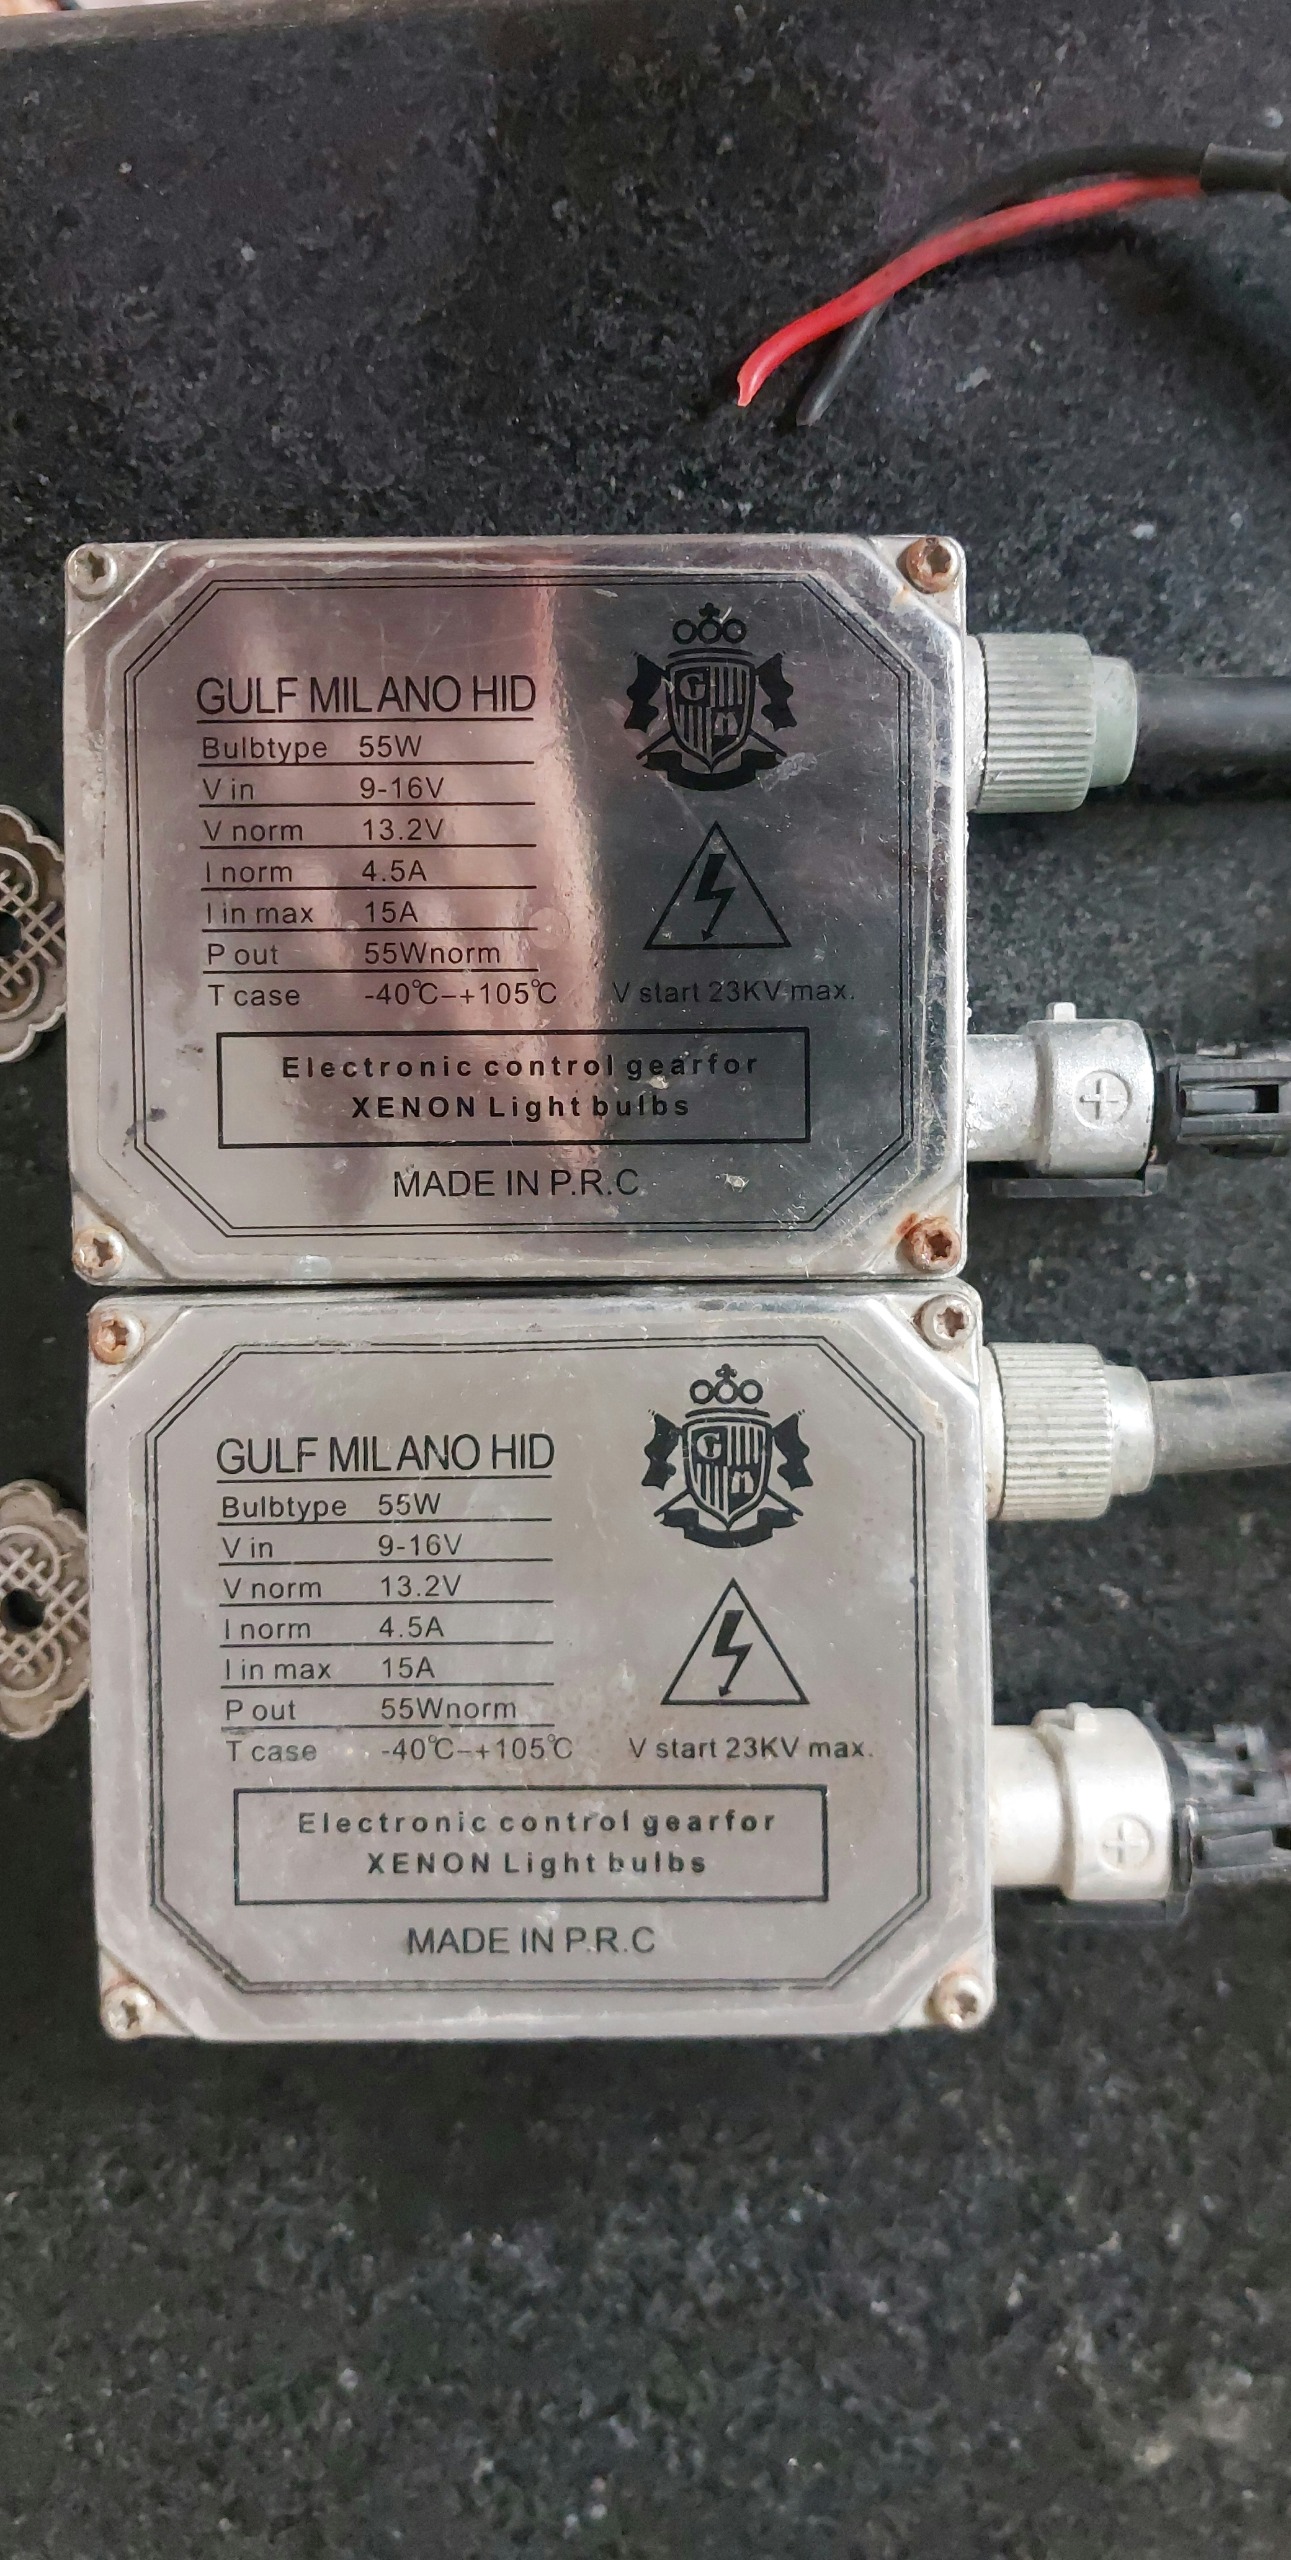 GULF MILANO HID
Bulbtype 55W
V in 9-16V
V norm 13.2V
I norm 4.5A
I in max 15A
P out 55Wnorm
T case -40℃-+105℃ V start 23KV max.
Electronic control gearfor
XENON Light bulbs
MADE IN P.R.C
GULF MILANO HID
Bulbtype 55W
V in 9-16V
V norm 13.2V
I norm 4.5A
I in max 15A
P out 55Wnorm
T case -40℃-+105℃ V start 23KV max.
Electronic control gearfor
XENON Light bulbs
MADE IN P.R.C